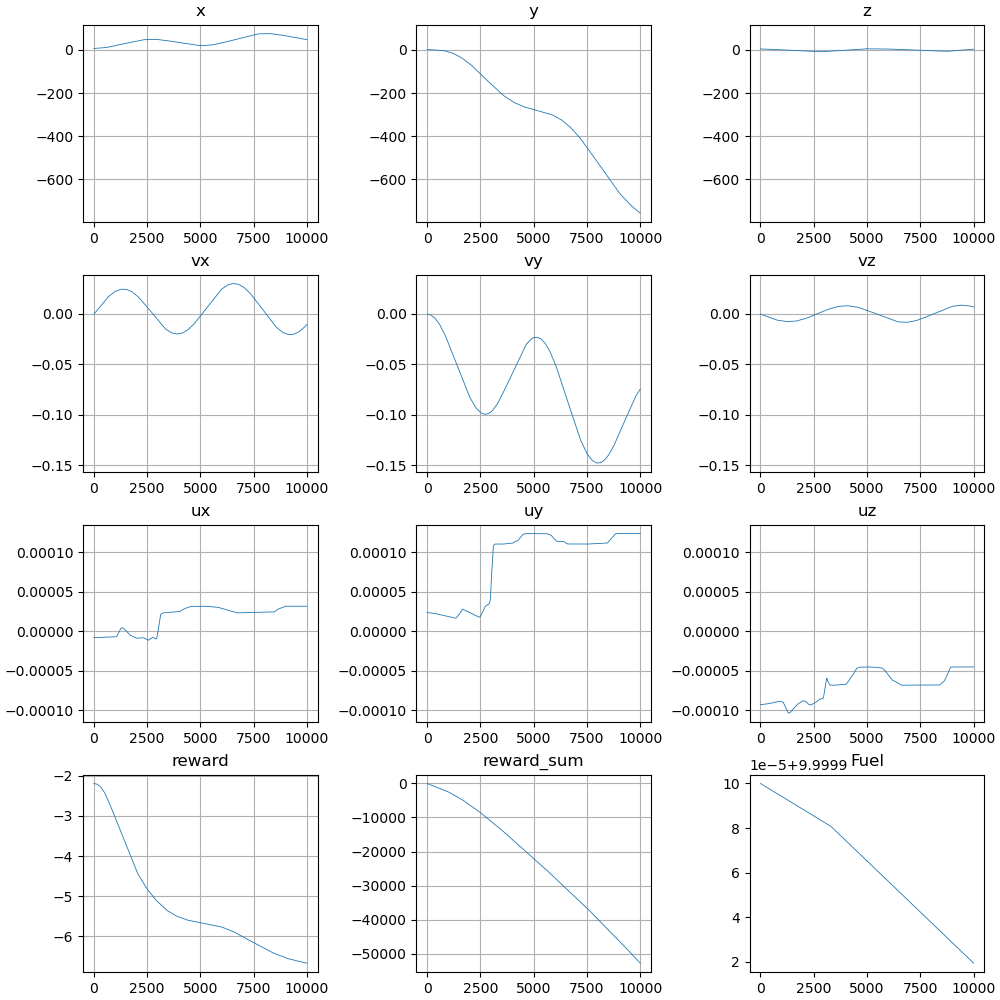 x y z
0 0 0
−200 −200 −200
−400 −400 −400
−600 −600 −600
0 2500 5000 7500 10000 0 2500 5000 7500 10000 0 2500 5000 7500 10000
vx vy vz
0.00 0.00 0.00
−0.05 −0.05 −0.05
−0.10 −0.10 −0.10
−0.15 −0.15 −0.15
0 2500 5000 7500 10000 0 2500 5000 7500 10000 0 2500 5000 7500 10000
ux uy uz
0.00010 0.00010 0.00010
0.00005 0.00005 0.00005
0.00000 0.00000 0.00000
−0.00005 −0.00005 −0.00005
−0.00010 −0.00010 −0.00010
0 2500 5000 7500 10000 0 2500 5000 7500 10000 0 2500 5000 7500 10000
reward reward_sum 1e−5+9.9999 Fuel
−2 0 10
−3 −10000 8
−4 −20000 6
−5 −30000 4
−6 −40000 2
−50000
0 2500 5000 7500 10000 0 2500 5000 7500 10000 0 2500 5000 7500 10000